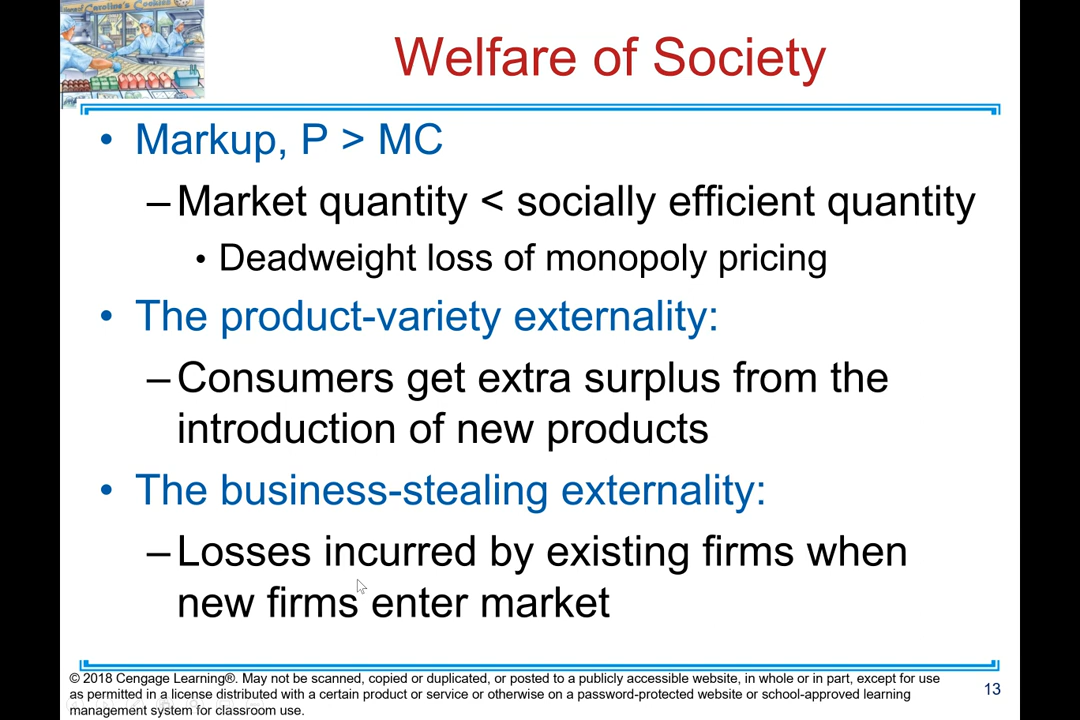 Carolina's Cookies
Welfare of Society
• Markup, P > MC
– Market quantity < socially efficient quantity
• Deadweight loss of monopoly pricing
• The product-variety externality:
– Consumers get extra surplus from the
introduction of new products
• The business-stealing externality:
– Losses incurred by existing firms when
new firms enter market
© 2018 Cengage Learning®. May not be scanned, copied or duplicated, or posted to a publicly accessible website, in whole or in part, except for use
as permitted in a license distributed with a certain product or service or otherwise on a password-protected website or school-approved learning
management system for classroom use.
13